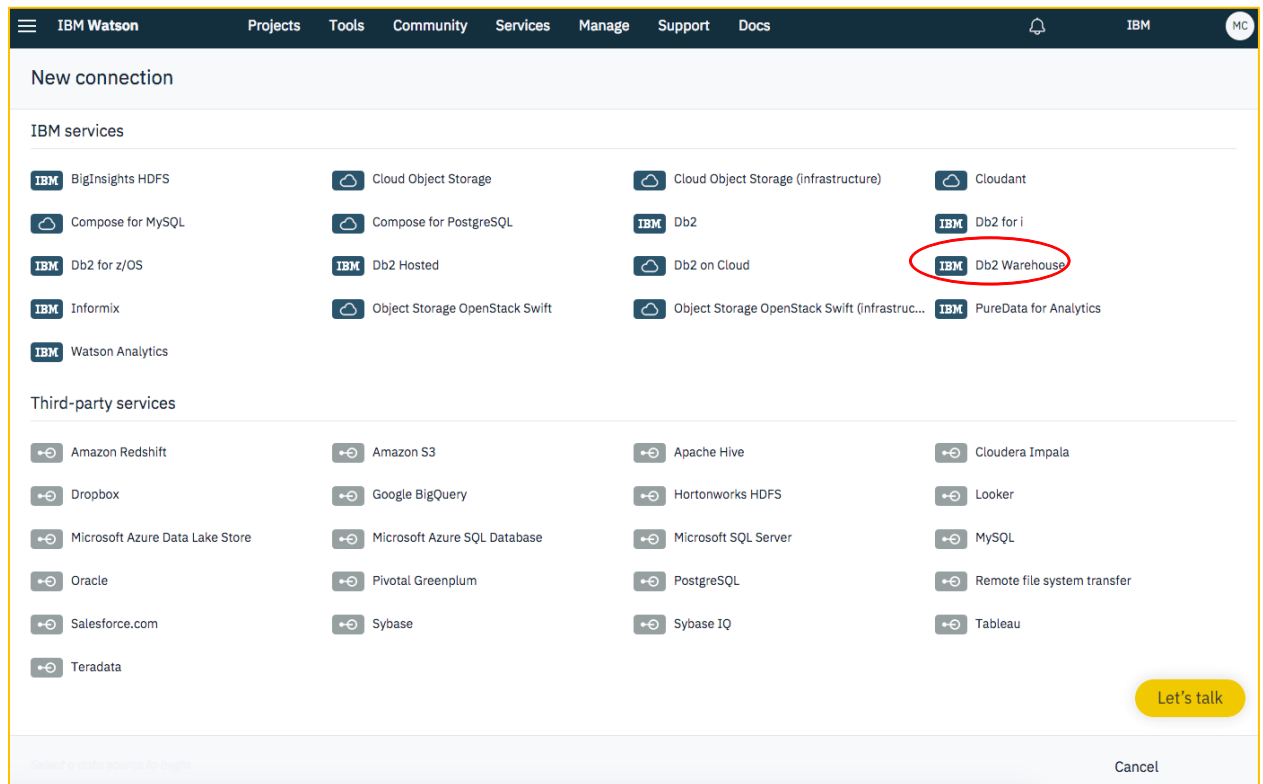 IBM Watson Projects Tools Community Services Manage Support Docs IBM MC
New connection
IBM services
IBM BigInsights HDFS Cloud Object Storage Cloud Object Storage (infrastructure) Cloudant
Compose for MySQL Compose for PostgreSQL IBM Db2 IBM Db2 for i
IBM Db2 for z/OS IBM Db2 Hosted Db2 on Cloud IBM Db2 Warehouse
IBM Informix Object Storage OpenStack Swift Object Storage OpenStack Swift (infrastruc... IBM PureData for Analytics
IBM Watson Analytics
Third-party services
Amazon Redshift Amazon S3 Apache Hive Cloudera Impala
Dropbox Google BigQuery Hortonworks HDFS Looker
Microsoft Azure Data Lake Store Microsoft Azure SQL Database Microsoft SQL Server MySQL
Oracle Pivotal Greenplum PostgreSQL Remote file system transfer
Salesforce.com Sybase Sybase IQ Tableau
Teradata
Let's talk
Cancel